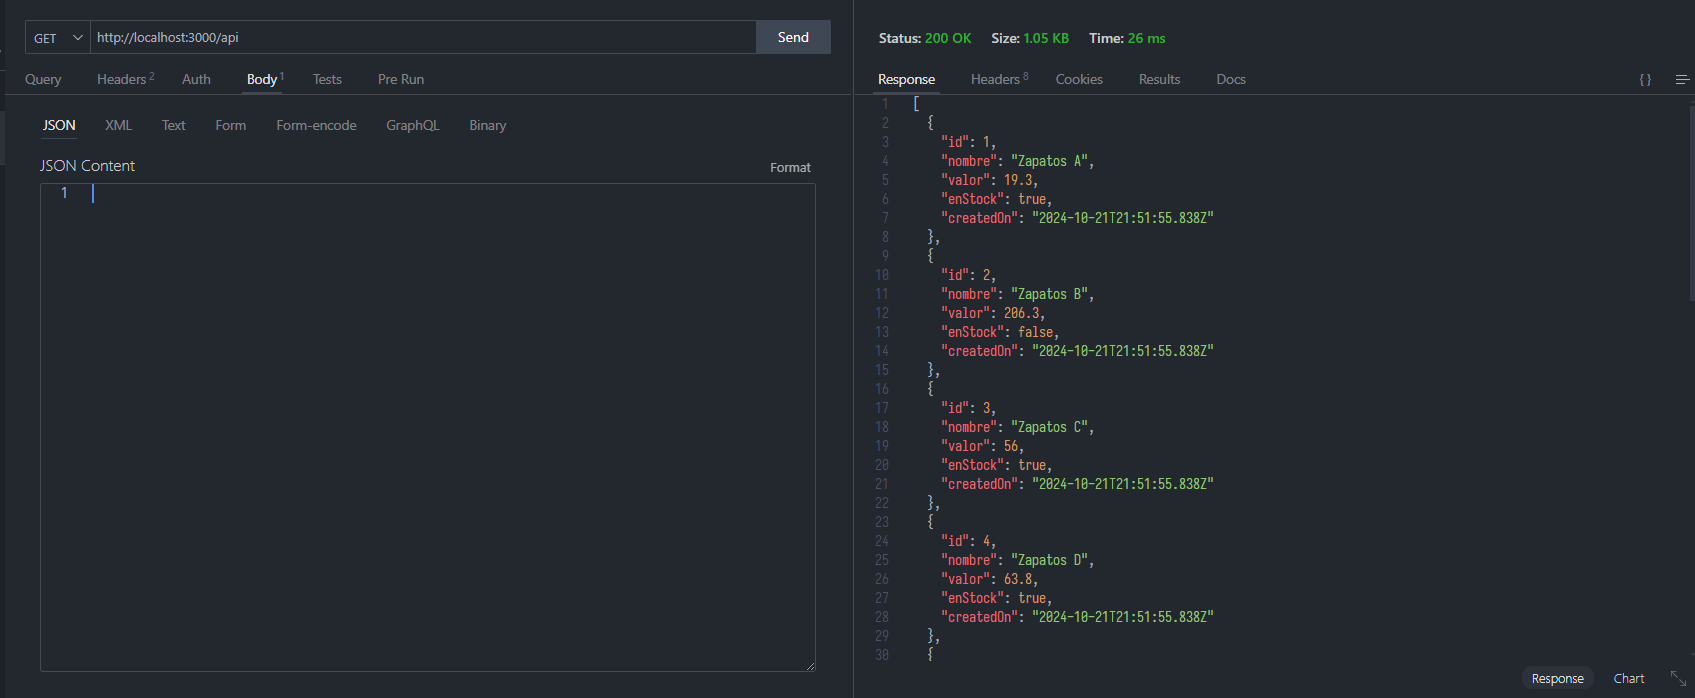 GET http://localhost:3000/api Send
Query Headers 2 Auth Body 1 Tests Pre Run
JSON XML Text Form Form-encode GraphQL Binary
JSON Content Format
1
Status: 200 OK Size: 1.05 KB Time: 26 ms
Response Headers 8 Cookies Results Docs { }
1 [
2 {
3 "id": 1,
4 "nombre": "Zapatos A",
5 "valor": 19.3,
6 "enStock": true,
7 "createdOn": "2024-10-21T21:51:55.838Z"
8 },
9 {
10 "id": 2,
11 "nombre": "Zapatos B",
12 "valor": 206.3,
13 "enStock": false,
14 "createdOn": "2024-10-21T21:51:55.838Z"
15 },
16 {
17 "id": 3,
18 "nombre": "Zapatos C",
19 "valor": 56,
20 "enStock": true,
21 "createdOn": "2024-10-21T21:51:55.838Z"
22 },
23 {
24 "id": 4,
25 "nombre": "Zapatos D",
26 "valor": 63.8,
27 "enStock": true,
28 "createdOn": "2024-10-21T21:51:55.838Z"
29 },
30 {
Response Chart